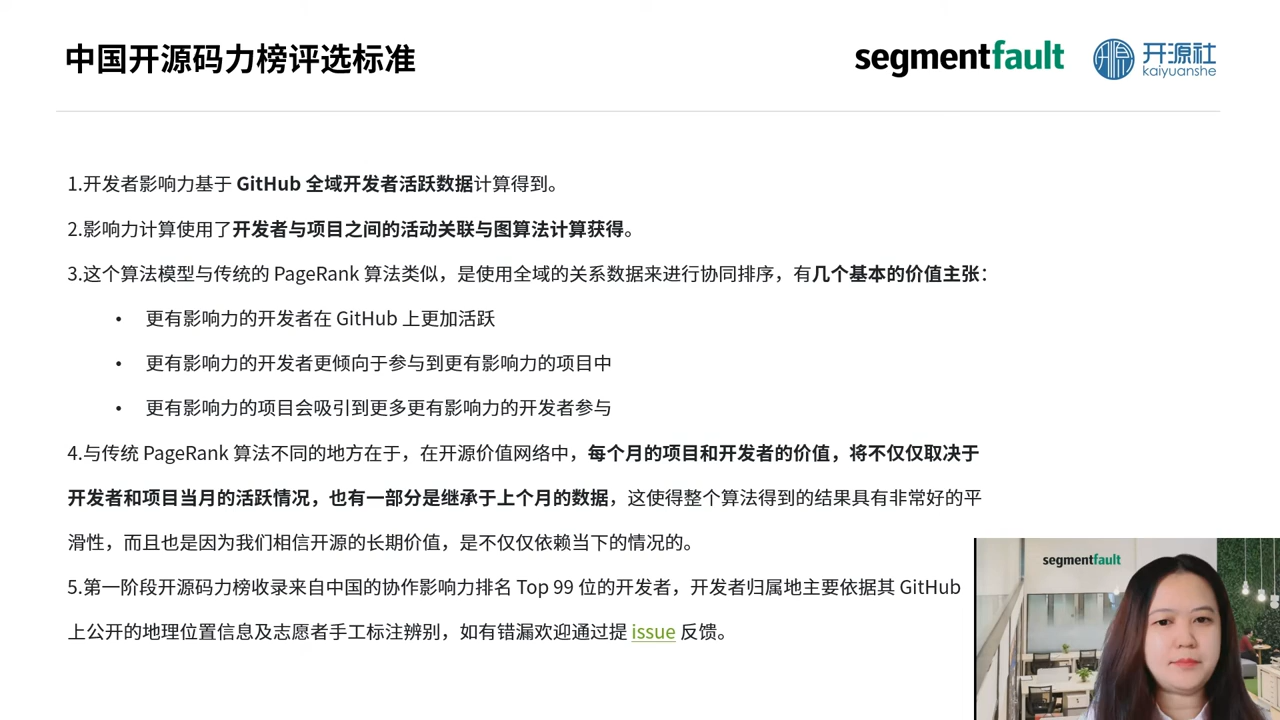 中国开源码力榜评选标准
segmentfault
开源社
kaiyuanshe
1.开发者影响力基于 GitHub 全域开发者活跃数据计算得到。
2.影响力计算使用了开发者与项目之间的活动关联与图算法计算获得。
3.这个算法模型与传统的 PageRank 算法类似，是使用全域的关系数据来进行协同排序，有几个基本的价值主张：
• 更有影响力的开发者在 GitHub 上更加活跃
• 更有影响力的开发者更倾向于参与到更有影响力的项目中
• 更有影响力的项目会吸引到更多更有影响力的开发者参与
4.与传统 PageRank 算法不同的地方在于，在开源价值网络中，每个月的项目和开发者的价值，将不仅仅取决于
开发者和项目当月的活跃情况，也有一部分是继承于上个月的数据，这使得整个算法得到的结果具有非常好的平
滑性，而且也是因为我们相信开源的长期价值，是不仅仅依赖当下的情况的。
5.第一阶段开源码力榜收录来自中国的协作影响力排名 Top 99 位的开发者，开发者归属地主要依据其 GitHub
上公开的地理位置信息及志愿者手工标注辨别，如有错漏欢迎通过提 issue 反馈。
segmentfault